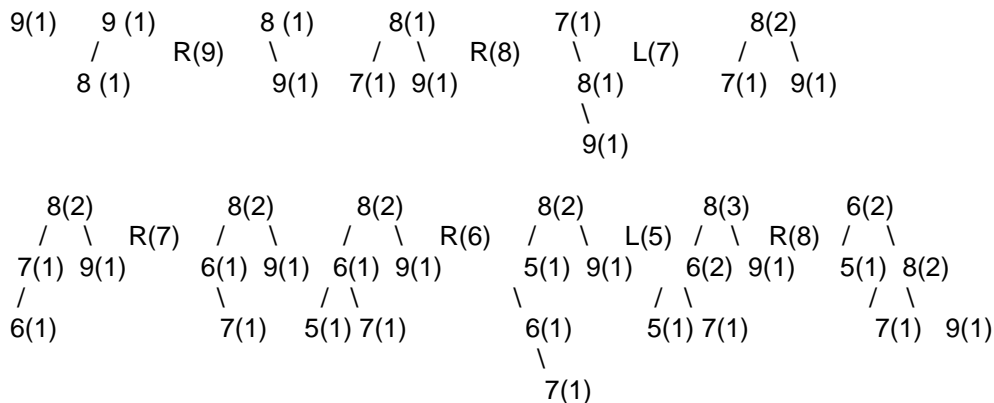 9(1) 9 (1) 8 (1) 8(1) 7(1) 8(2)
/ R(9) \ / \ R(8) \ L(7) / \
8 (1) 9(1) 7(1) 9(1) 8(1) 7(1) 9(1)
\
9(1)
8(2) 8(2) 8(2) 8(2) 8(3) 6(2)
/ \ R(7) / \ / \ R(6) / \ L(5) / \ R(8) / \
7(1) 9(1) 6(1) 9(1) 6(1) 9(1) 5(1) 9(1) 6(2) 9(1) 5(1) 8(2)
/ \ / \ \ / \ / \
6(1) 7(1) 5(1) 7(1) 6(1) 5(1) 7(1) 7(1) 9(1)
\
7(1)